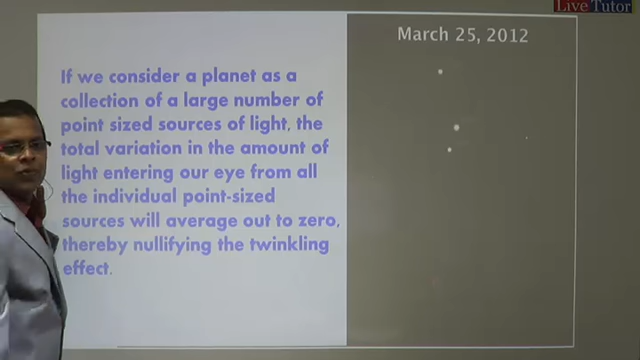 Live Tutor
March 25, 2012
If we consider a planet as a
collection of a large number of
point sized sources of light, the
total variation in the amount of
light entering our eye from all
the individual point-sized
sources will average out to zero,
thereby nullifying the twinkling
effect.